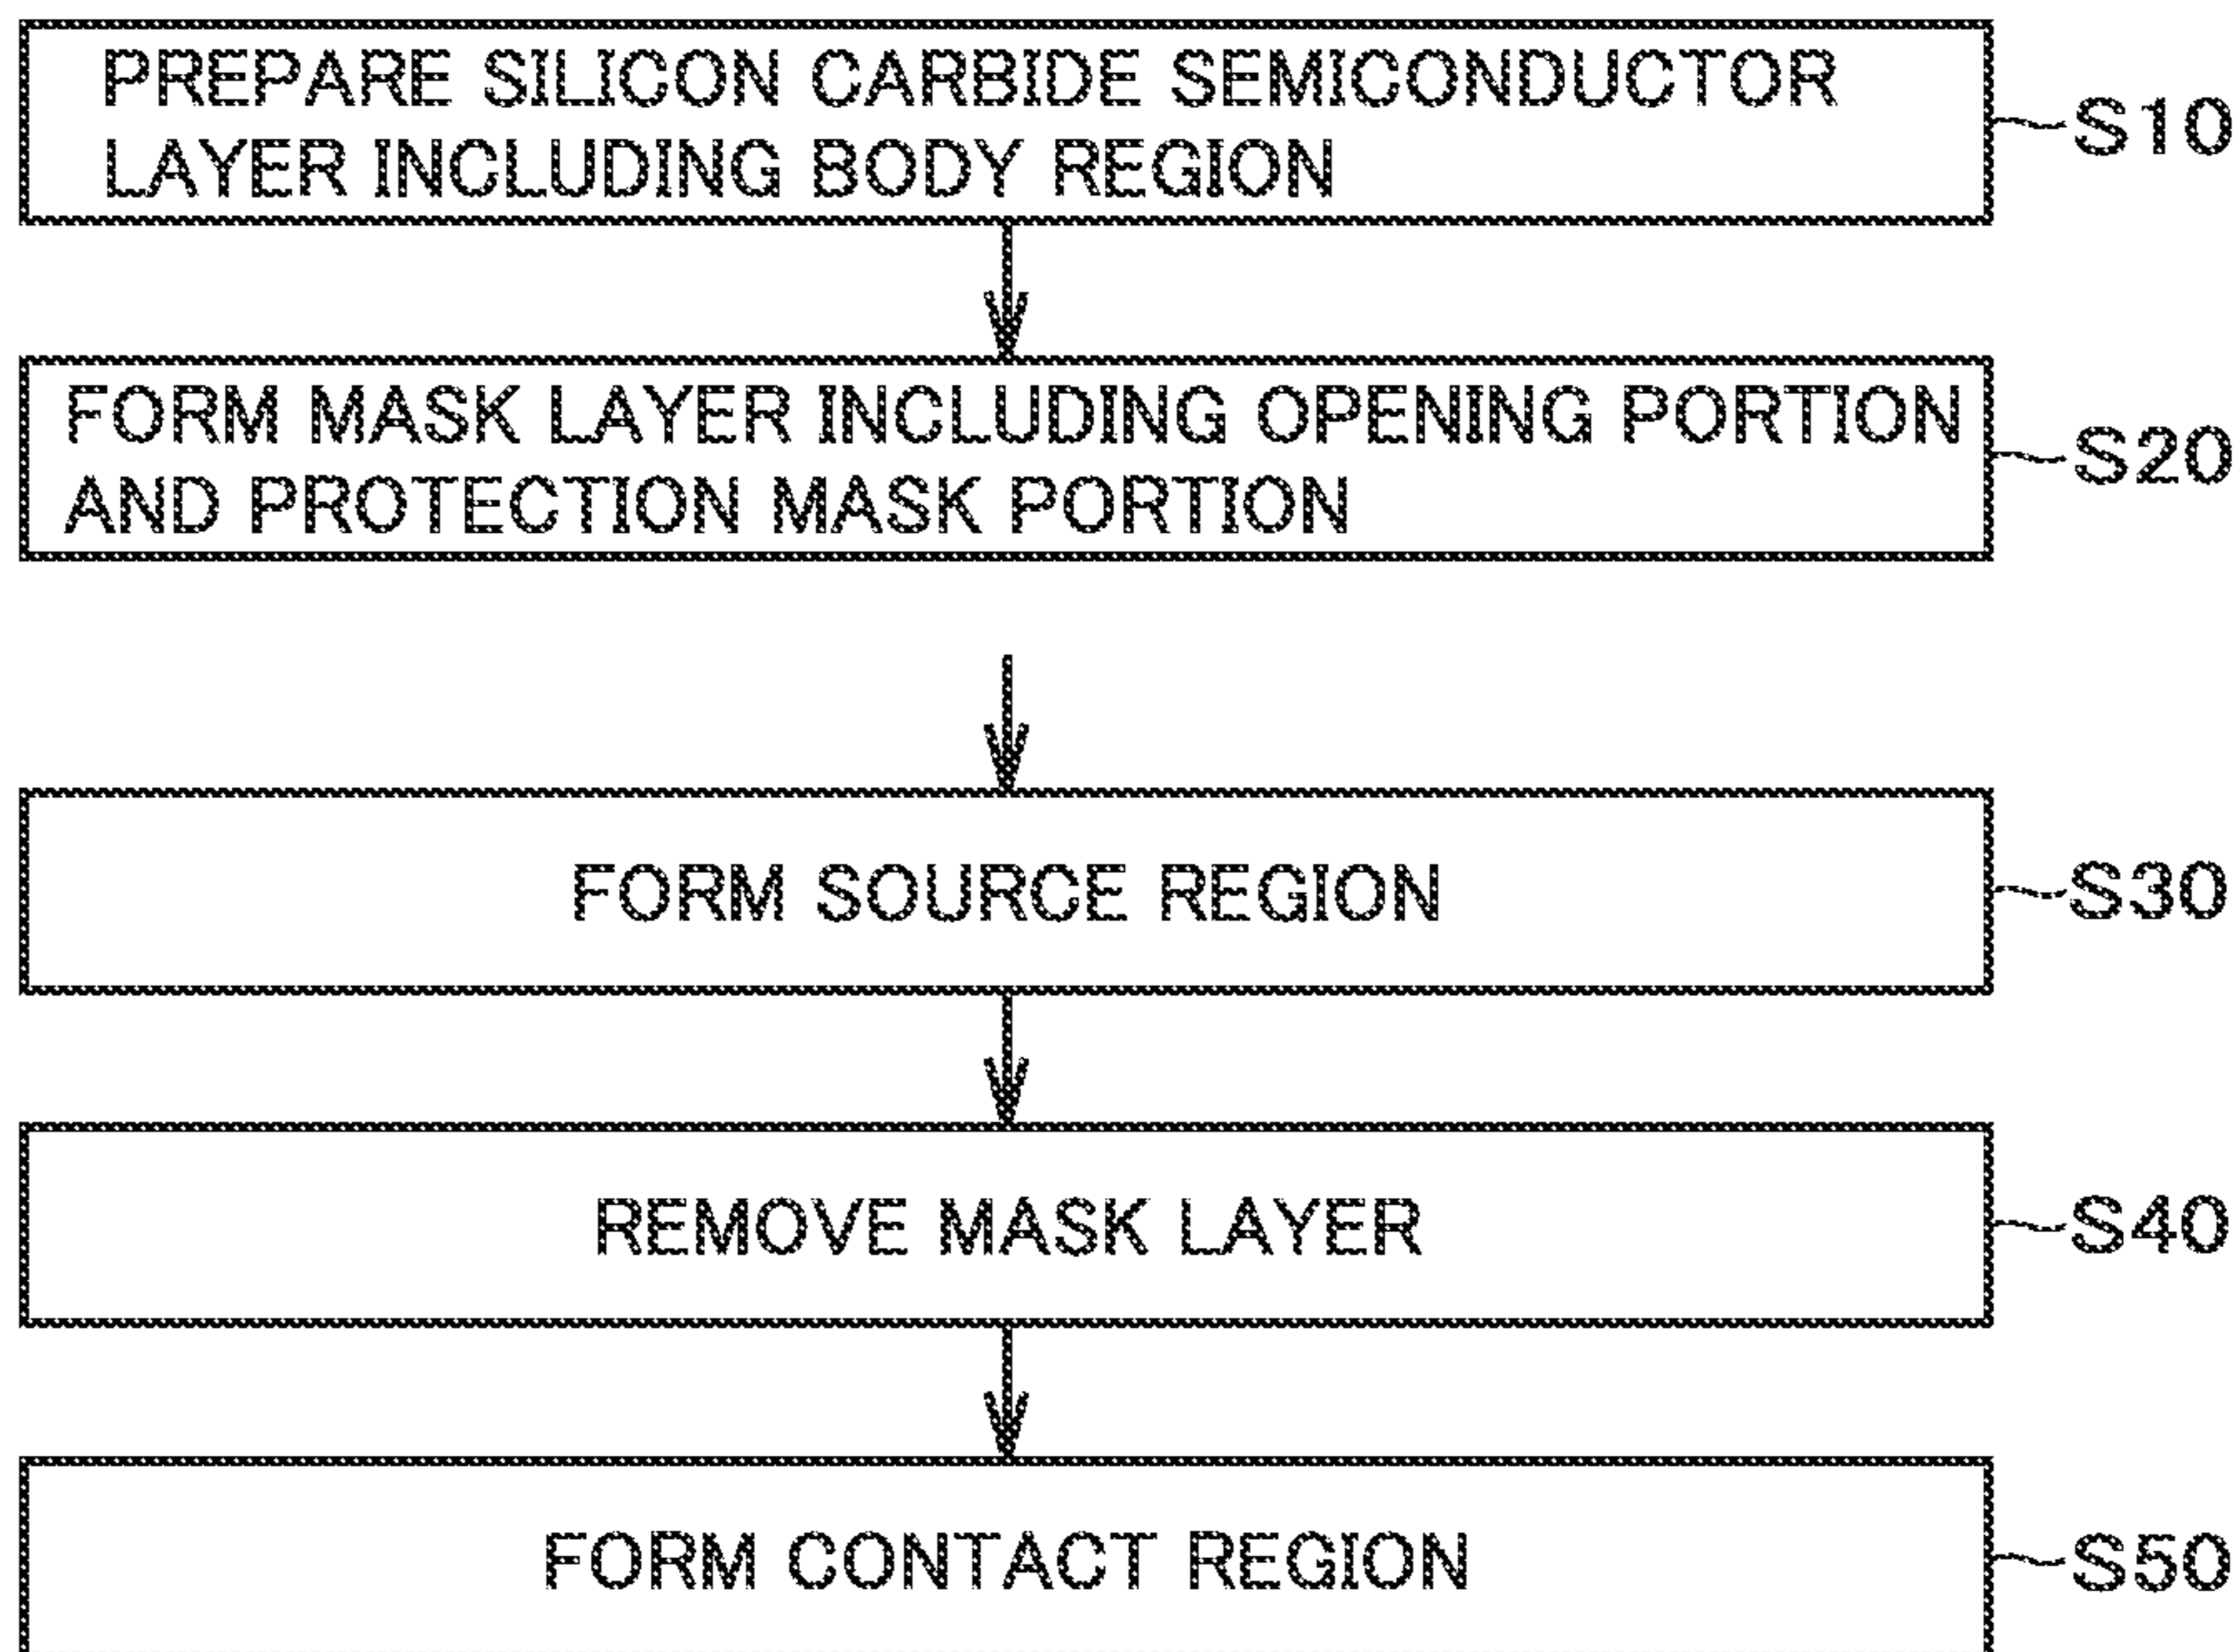 PREPARE SILICON CARBIDE SEMICONDUCTOR
LAYER INCLUDING BODY REGION
S10
FORM MASK LAYER INCLUDING OPENING PORTION
AND PROTECTION MASK PORTION
S20
FORM SOURCE REGION
S30
REMOVE MASK LAYER
S40
FORM CONTACT REGION
S50